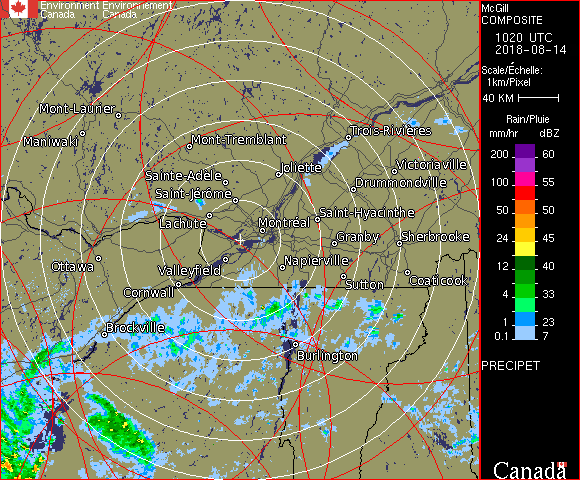 Environment Environnement
Canada Canada
McGill
COMPOSITE
1020 UTC
2018-08-14
Scale/Échelle:
1km/Pixel
40 KM
Rain/Pluie
mm/hr dBZ
200 60
100 55
50 50
24 45
12 40
4 33
1 23
0.1 7
PRECIPET
Canada
Mont-Laurier
Maniwaki
Mont-Tremblant
Trois-Rivières
Joliette
Victoriaville
Sainte-Adèle
Drummondville
Saint-Jérôme
Saint-Hyacinthe
Lachute
Montréal
Granby
Sherbrooke
Ottawa
Valleyfield
Napierville
Cornwall
Sutton
Coaticook
Brockville
Burlington